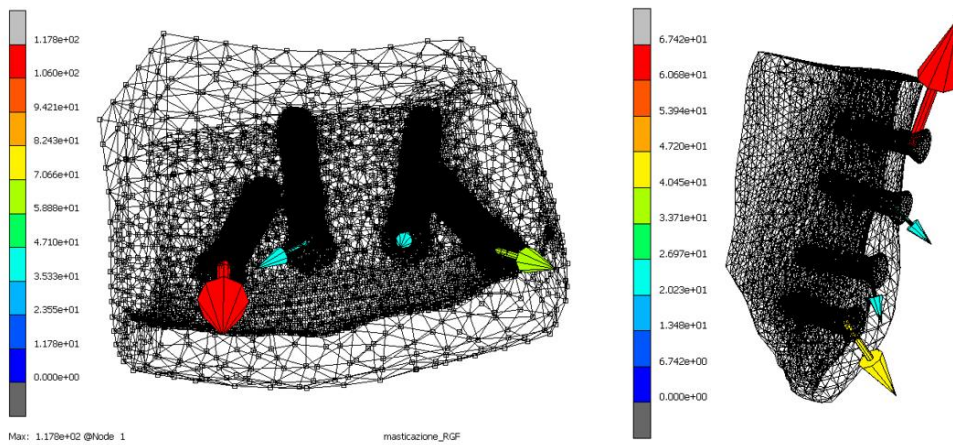 1.178e+02
1.060e+02
9.421e+01
8.243e+01
7.066e+01
5.888e+01
4.710e+01
3.533e+01
2.355e+01
1.178e+01
0.000e+00
Max: 1.178e+02 @Node 1
masticazione_RGF
6.742e+01
6.068e+01
5.394e+01
4.720e+01
4.045e+01
3.371e+01
2.697e+01
2.023e+01
1.348e+01
6.742e+00
0.000e+00